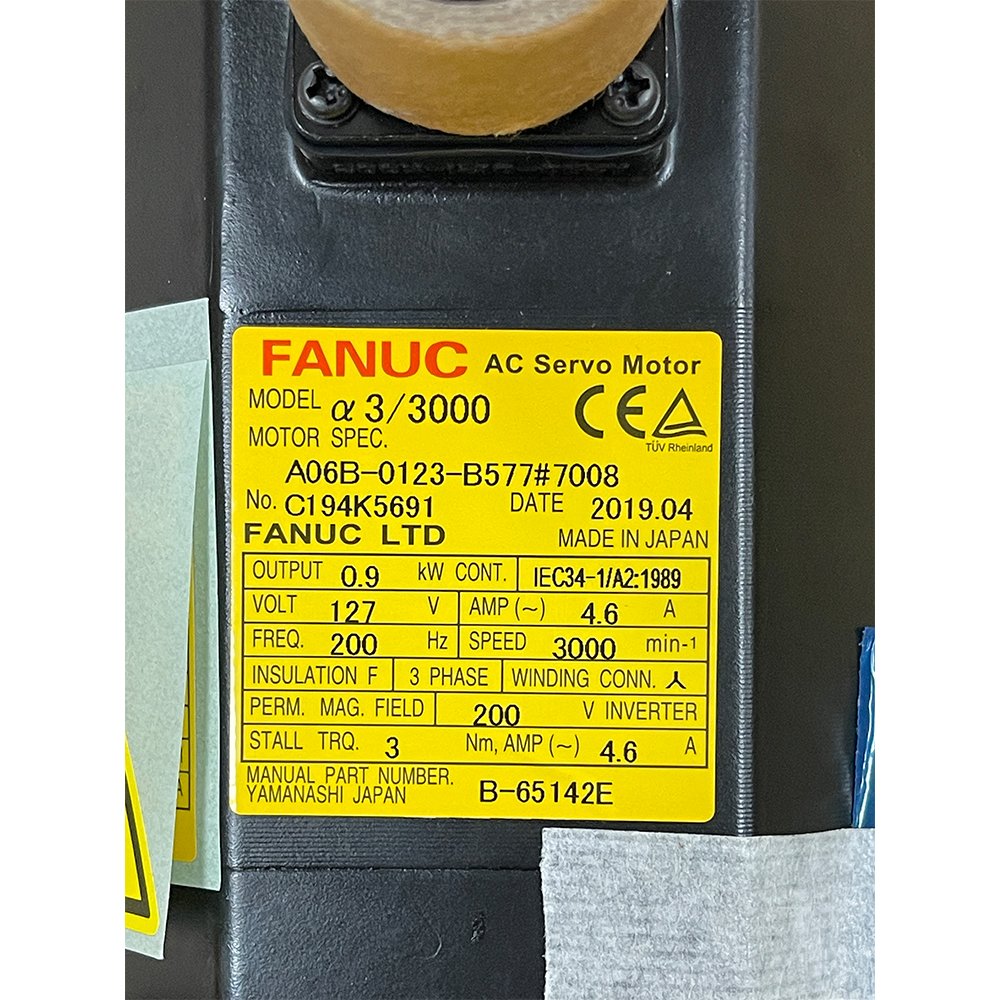 FANUC AC Servo Motor
MODEL α3/3000
CE
TÜV Rheinland
MOTOR SPEC.
A06B-0123-B577#7008
No. C194K5691 DATE 2019.04
FANUC LTD MADE IN JAPAN
OUTPUT 0.9 kW CONT. IEC34-1/A2:1989
VOLT 127 V AMP (~) 4.6 A
FREQ. 200 Hz SPEED 3000 min-1
INSULATION F 3 PHASE WINDING CONN. ⅄
PERM. MAG. FIELD 200 V INVERTER
STALL TRQ. 3 Nm, AMP (~) 4.6 A
MANUAL PART NUMBER.
YAMANASHI JAPAN B-65142E